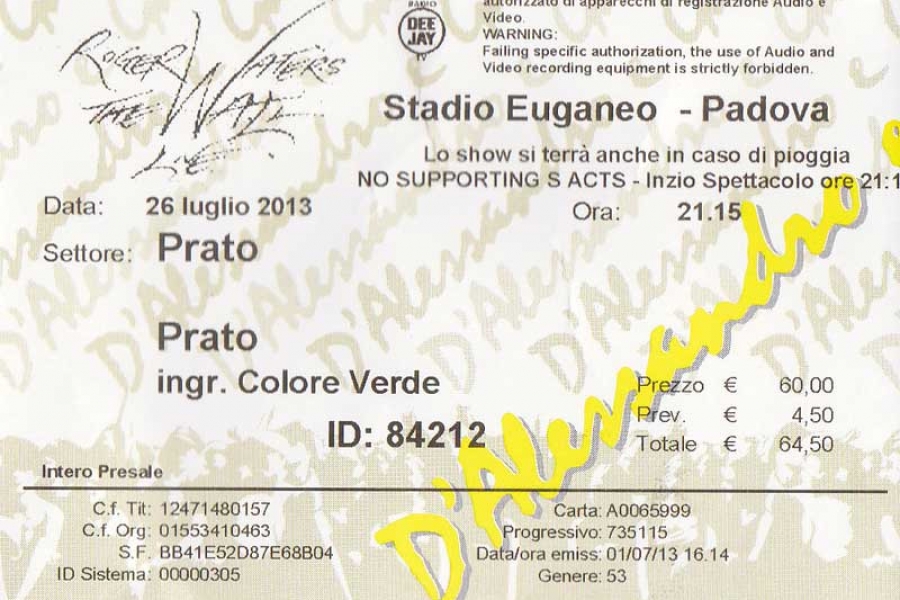 autorizzato di apparecchi di registrazione Audio e
Video.
WARNING:
Failing specific authorization, the use of Audio and
Video recording equipment is strictly forbidden.
RADIO
DEE
JAY
TV
ROGER WATERS
THE WALL
LIVE
Stadio Euganeo - Padova
Lo show si terrà anche in caso di pioggia
NO SUPPORTING S ACTS - Inzio Spettacolo ore 21:1
Data: 26 luglio 2013
Ora: 21.15
Settore: Prato
Prato
ingr. Colore Verde
ID: 84212
Prezzo € 60,00
Prev. € 4,50
Totale € 64,50
D'Alessandro
Intero Presale
C.f. Tit: 12471480157
C.f. Org: 01553410463
S.F. BB41E52D87E68B04
ID Sistema: 00000305
Carta: A0065999
Progressivo: 735115
Data/ora emiss: 01/07/13 16.14
Genere: 53